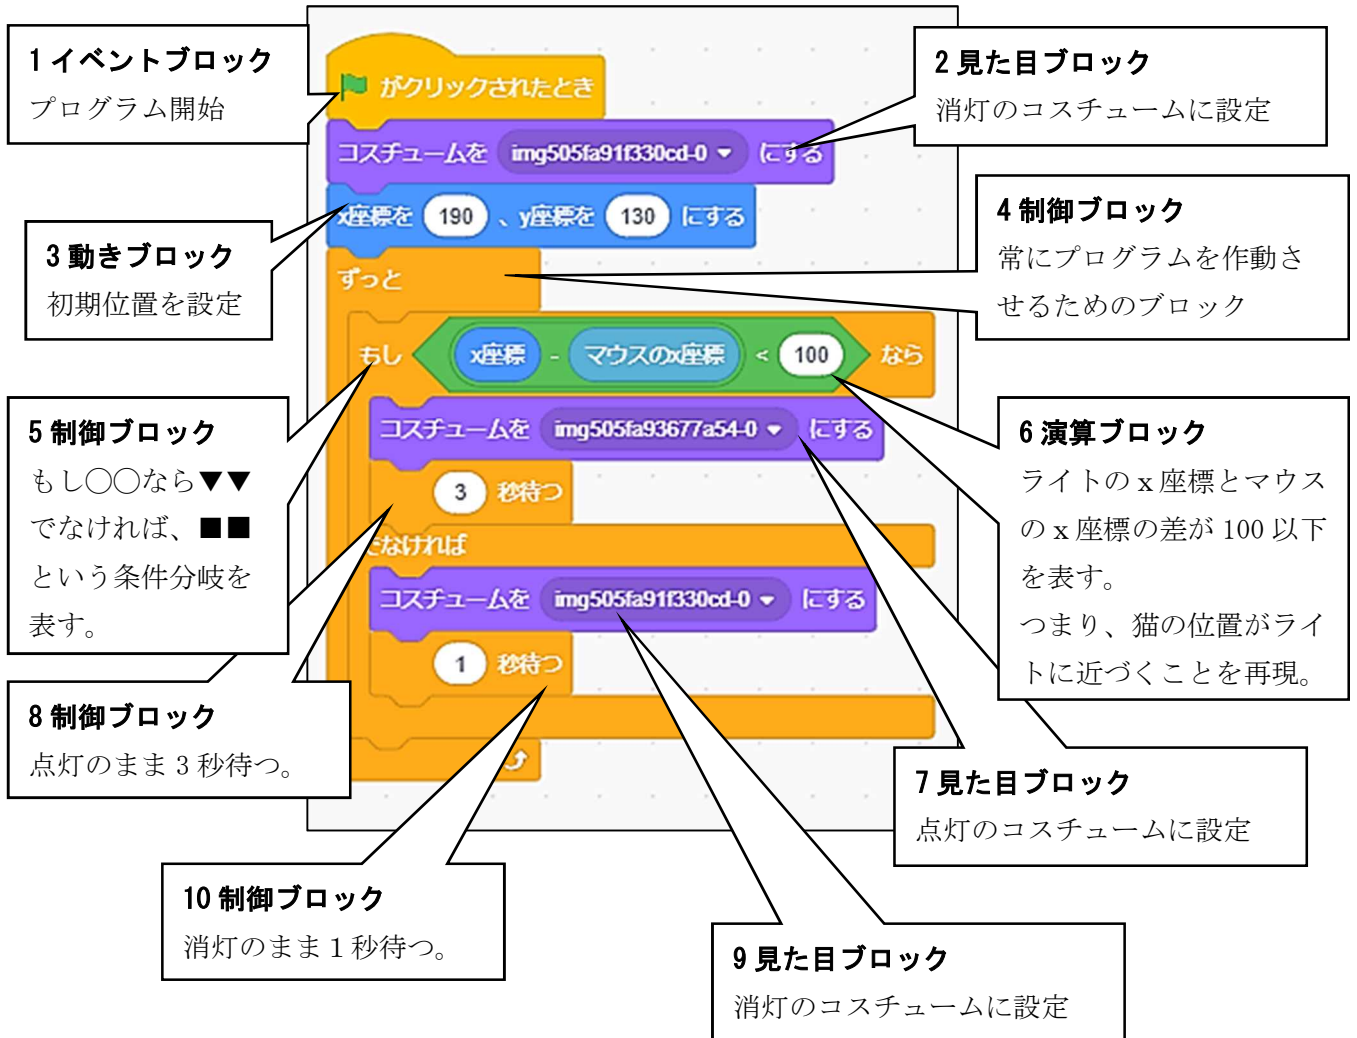 1 イベントブロック
プログラム開始
2 見た目ブロック
消灯のコスチュームに設定
3 動きブロック
初期位置を設定
4 制御ブロック
常にプログラムを作動さ
せるためのブロック
5 制御ブロック
もし○○なら▼▼
でなければ、■■
という条件分岐を
表す。
6 演算ブロック
ライトのx座標とマウス
のx座標の差が100以下
を表す。
つまり、猫の位置がライ
トに近づくことを再現。
8 制御ブロック
点灯のまま3秒待つ。
7 見た目ブロック
点灯のコスチュームに設定
10 制御ブロック
消灯のまま1秒待つ。
9 見た目ブロック
消灯のコスチュームに設定
がクリックされたとき
コスチュームを img505fa91f330cd-0 にする
x座標を 190 、y座標を 130 にする
ずっと
もし x座標 - マウスのx座標 < 100 なら
コスチュームを img505fa93677a54-0 にする
3 秒待つ
でなければ
コスチュームを img505fa91f330cd-0 にする
1 秒待つ